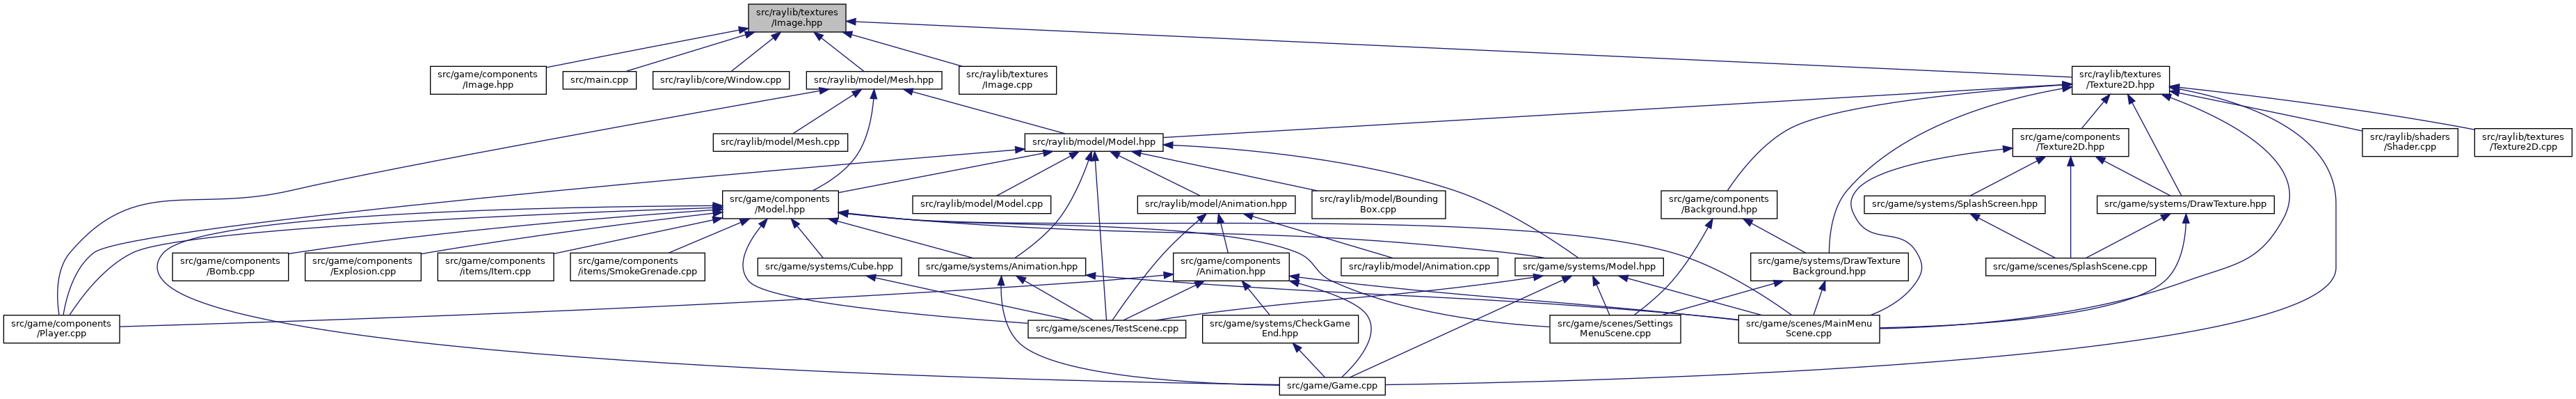 src/raylib/textures
/Image.hpp
src/game/components
/Image.hpp
src/main.cpp
src/raylib/core/Window.cpp
src/raylib/model/Mesh.hpp
src/raylib/textures
/Image.cpp
src/raylib/textures
/Texture2D.hpp
src/raylib/model/Mesh.cpp
src/raylib/model/Model.hpp
src/game/components
/Texture2D.hpp
src/raylib/shaders
/Shader.cpp
src/raylib/textures
/Texture2D.cpp
src/game/components
/Model.hpp
src/raylib/model/Model.cpp
src/raylib/model/Animation.hpp
src/raylib/model/Bounding
Box.cpp
src/game/components
/Background.hpp
src/game/systems/SplashScreen.hpp
src/game/systems/DrawTexture.hpp
src/game/components
/Bomb.cpp
src/game/components
/Explosion.cpp
src/game/components
/items/Item.cpp
src/game/components
/items/SmokeGrenade.cpp
src/game/systems/Cube.hpp
src/game/systems/Animation.hpp
src/game/components
/Animation.hpp
src/raylib/model/Animation.cpp
src/game/systems/Model.hpp
src/game/systems/DrawTexture
Background.hpp
src/game/scenes/SplashScene.cpp
src/game/components
/Player.cpp
src/game/scenes/TestScene.cpp
src/game/systems/CheckGame
End.hpp
src/game/scenes/Settings
MenuScene.cpp
src/game/scenes/MainMenu
Scene.cpp
src/game/Game.cpp